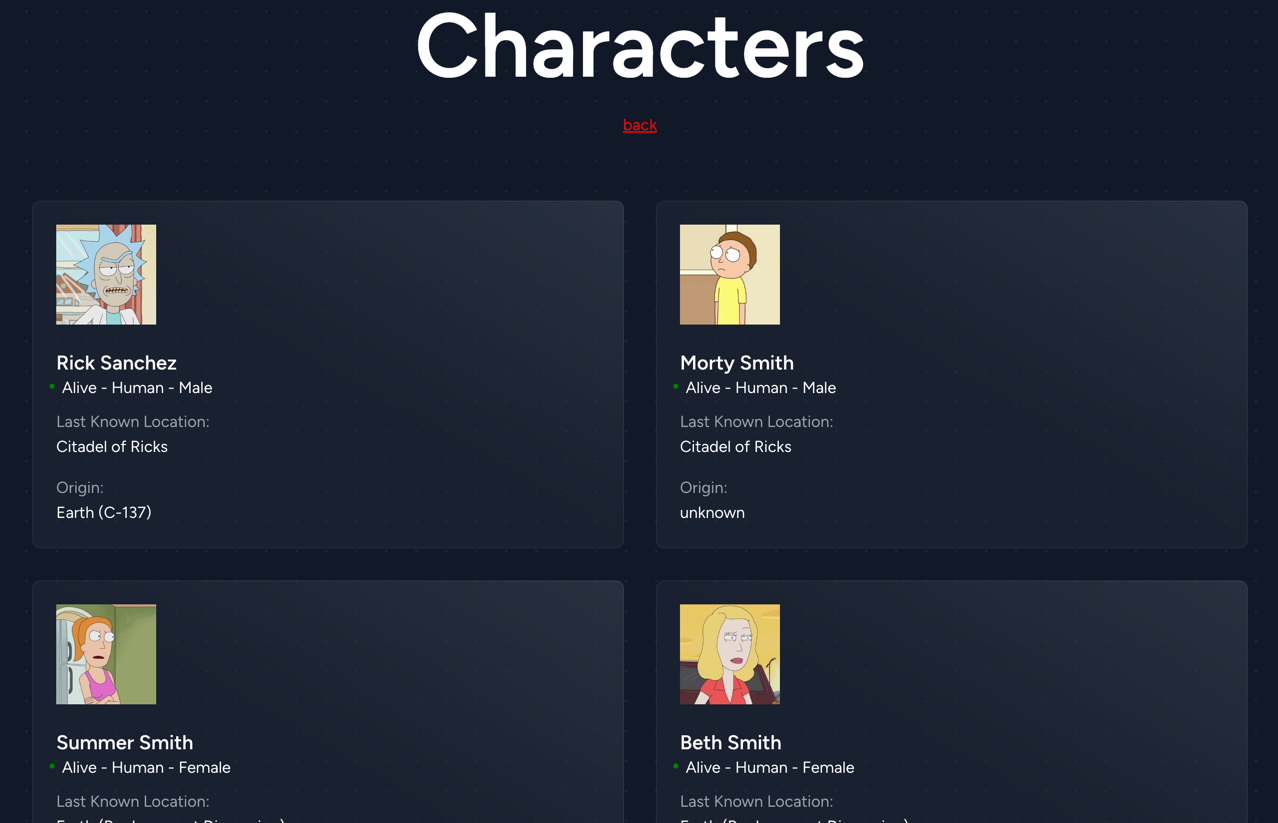 Characters
back
Rick Sanchez
Alive - Human - Male
Last Known Location:
Citadel of Ricks
Origin:
Earth (C-137)
Morty Smith
Alive - Human - Male
Last Known Location:
Citadel of Ricks
Origin:
unknown
Summer Smith
Alive - Human - Female
Last Known Location:
Beth Smith
Alive - Human - Female
Last Known Location: